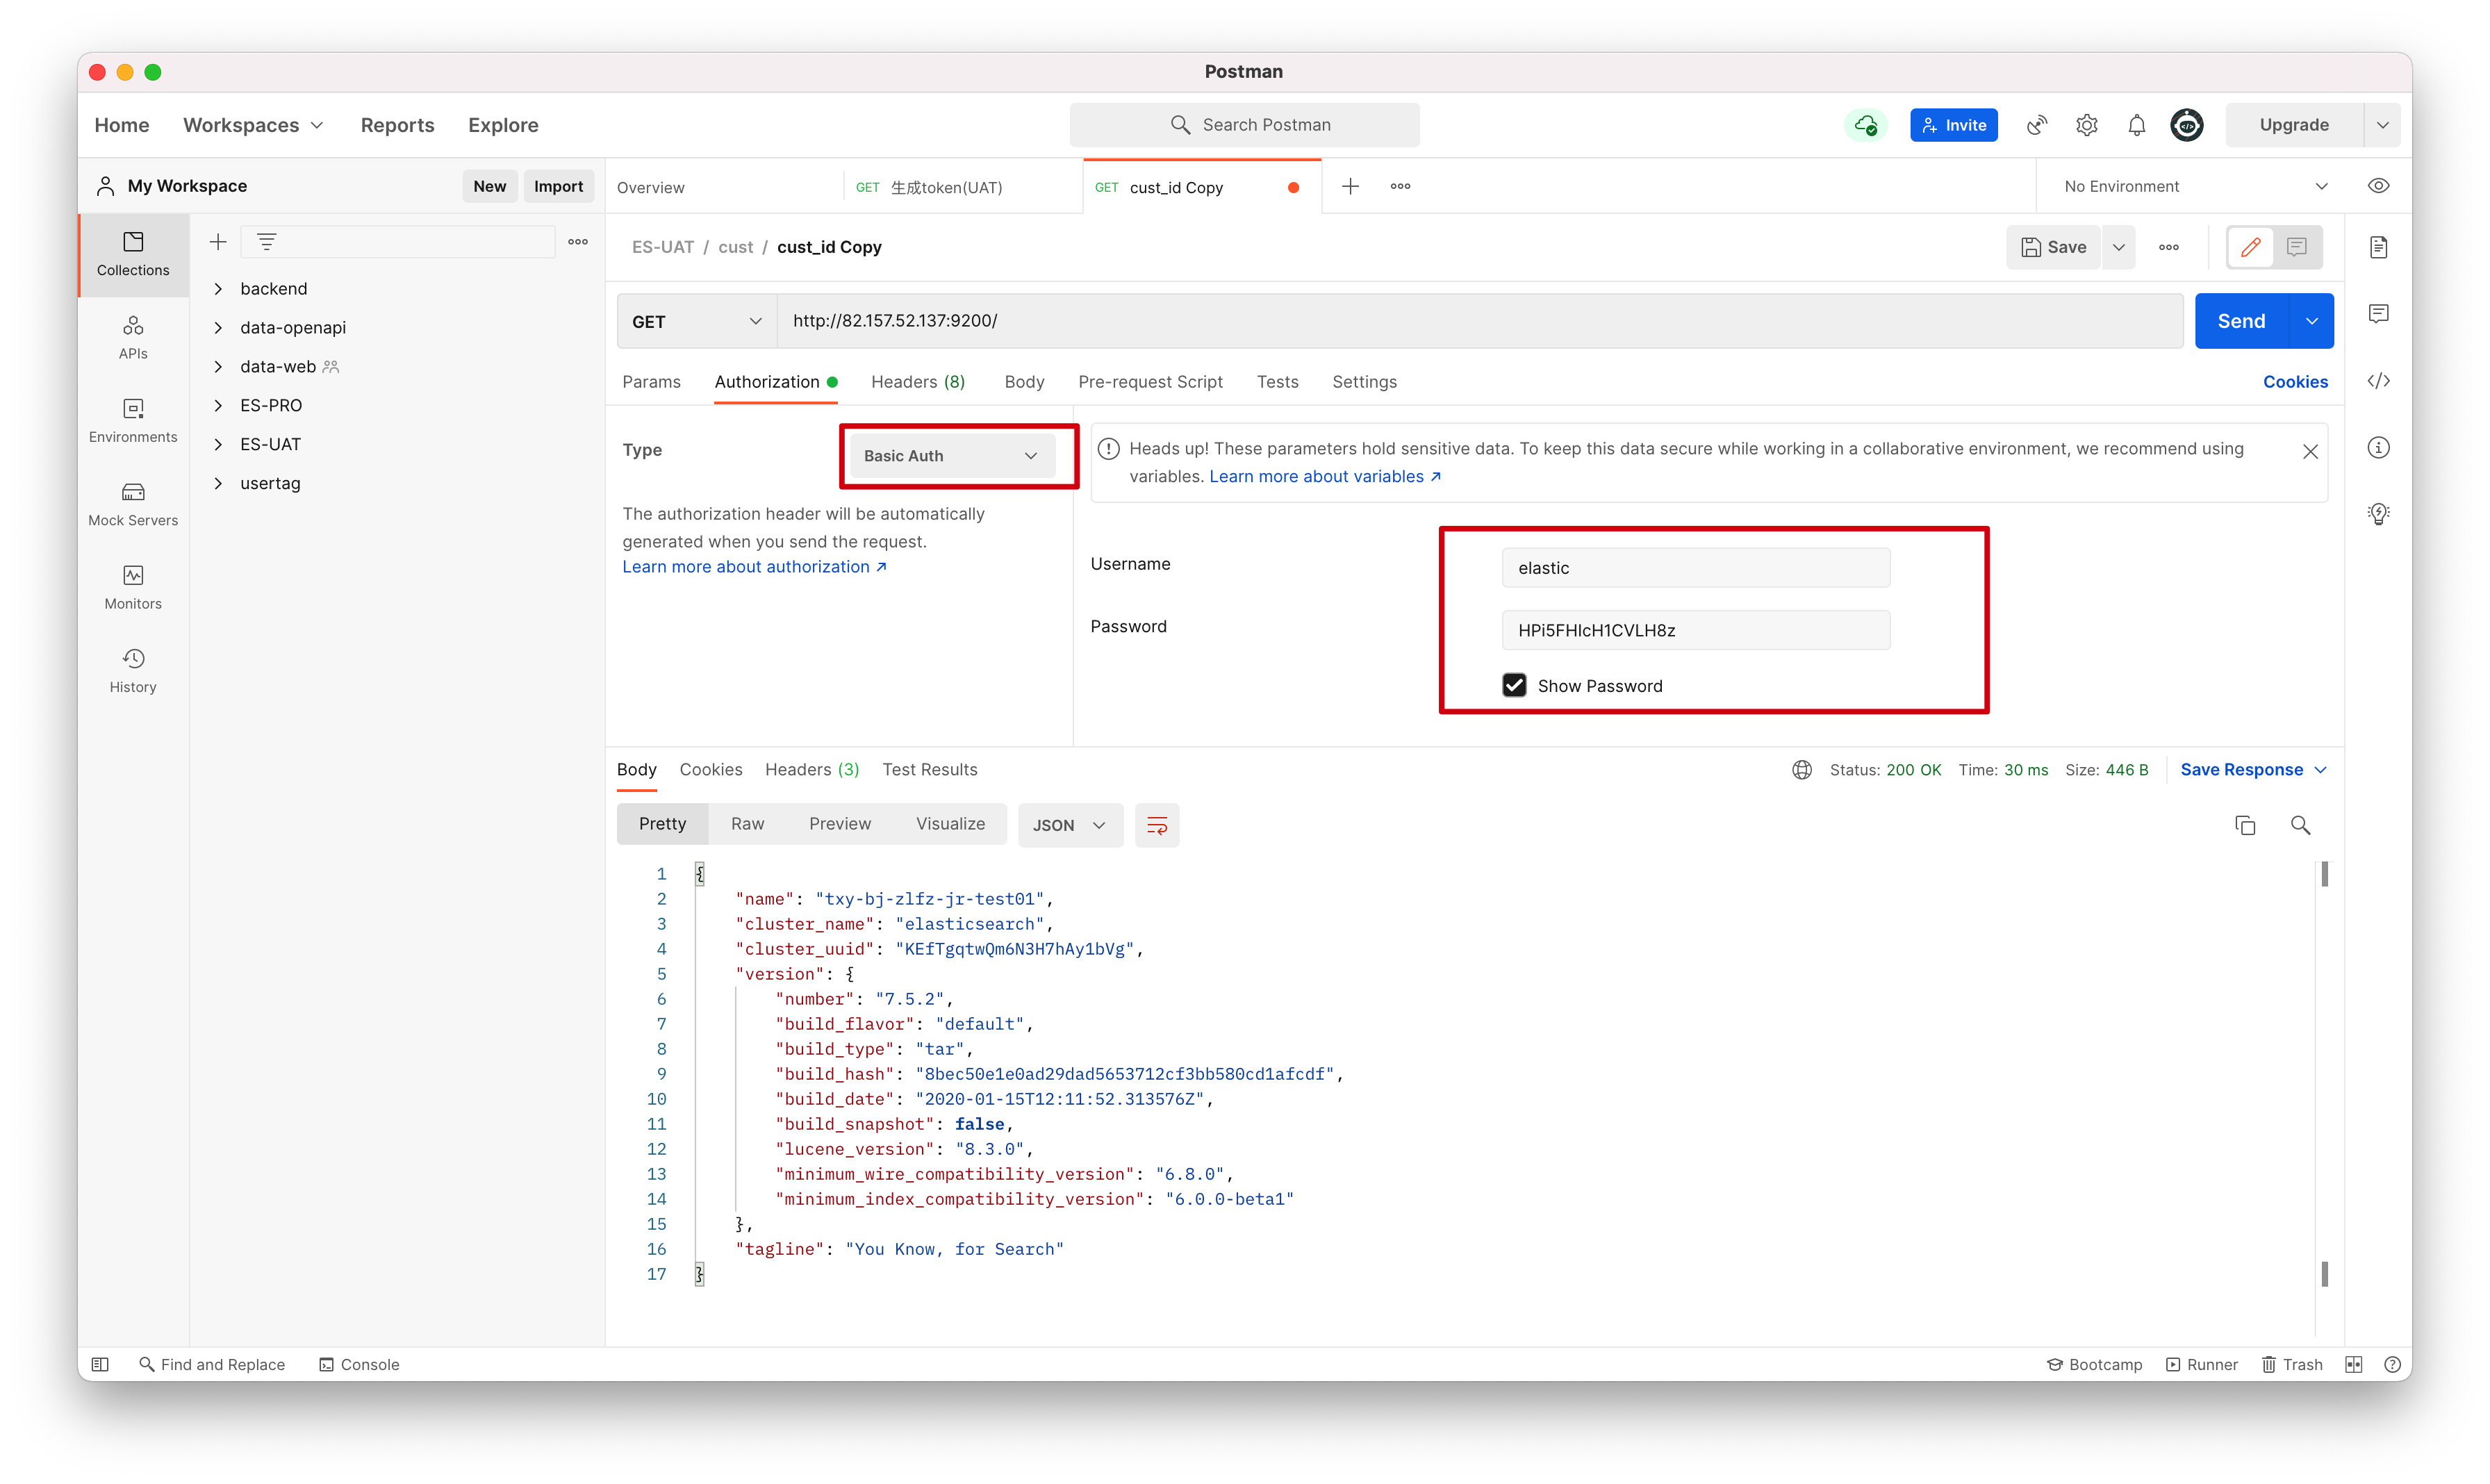 Postman
Home Workspaces Reports Explore Search Postman Invite Upgrade
My Workspace New Import Overview GET 生成token(UAT) GET cust_id Copy No Environment
Collections
APIs
Environments
Mock Servers
Monitors
History
backend
data-openapi
data-web
ES-PRO
ES-UAT
usertag
ES-UAT / cust / cust_id Copy Save
GET http://82.157.52.137:9200/ Send
Params Authorization Headers (8) Body Pre-request Script Tests Settings Cookies
Type Basic Auth
The authorization header will be automatically
generated when you send the request.
Learn more about authorization ↗
Heads up! These parameters hold sensitive data. To keep this data secure while working in a collaborative environment, we recommend using
variables. Learn more about variables ↗
Username elastic
Password HPi5FHIcH1CVLH8z
Show Password
Body Cookies Headers (3) Test Results Status: 200 OK Time: 30 ms Size: 446 B Save Response
Pretty Raw Preview Visualize JSON
1 {
2 "name": "txy-bj-zlfz-jr-test01",
3 "cluster_name": "elasticsearch",
4 "cluster_uuid": "KEfTgqtwQm6N3H7hAy1bVg",
5 "version": {
6 "number": "7.5.2",
7 "build_flavor": "default",
8 "build_type": "tar",
9 "build_hash": "8bec50e1e0ad29dad5653712cf3bb580cd1afcdf",
10 "build_date": "2020-01-15T12:11:52.313576Z",
11 "build_snapshot": false,
12 "lucene_version": "8.3.0",
13 "minimum_wire_compatibility_version": "6.8.0",
14 "minimum_index_compatibility_version": "6.0.0-beta1"
15 },
16 "tagline": "You Know, for Search"
17 }
Find and Replace Console Bootcamp Runner Trash